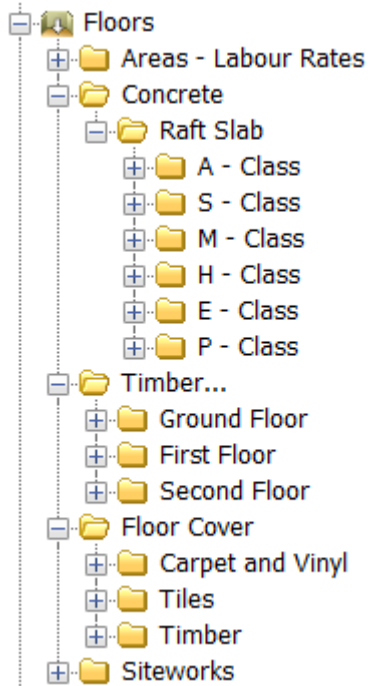 Floors
Areas - Labour Rates
Concrete
Raft Slab
A - Class
S - Class
M - Class
H - Class
E - Class
P - Class
Timber...
Ground Floor
First Floor
Second Floor
Floor Cover
Carpet and Vinyl
Tiles
Timber
Siteworks